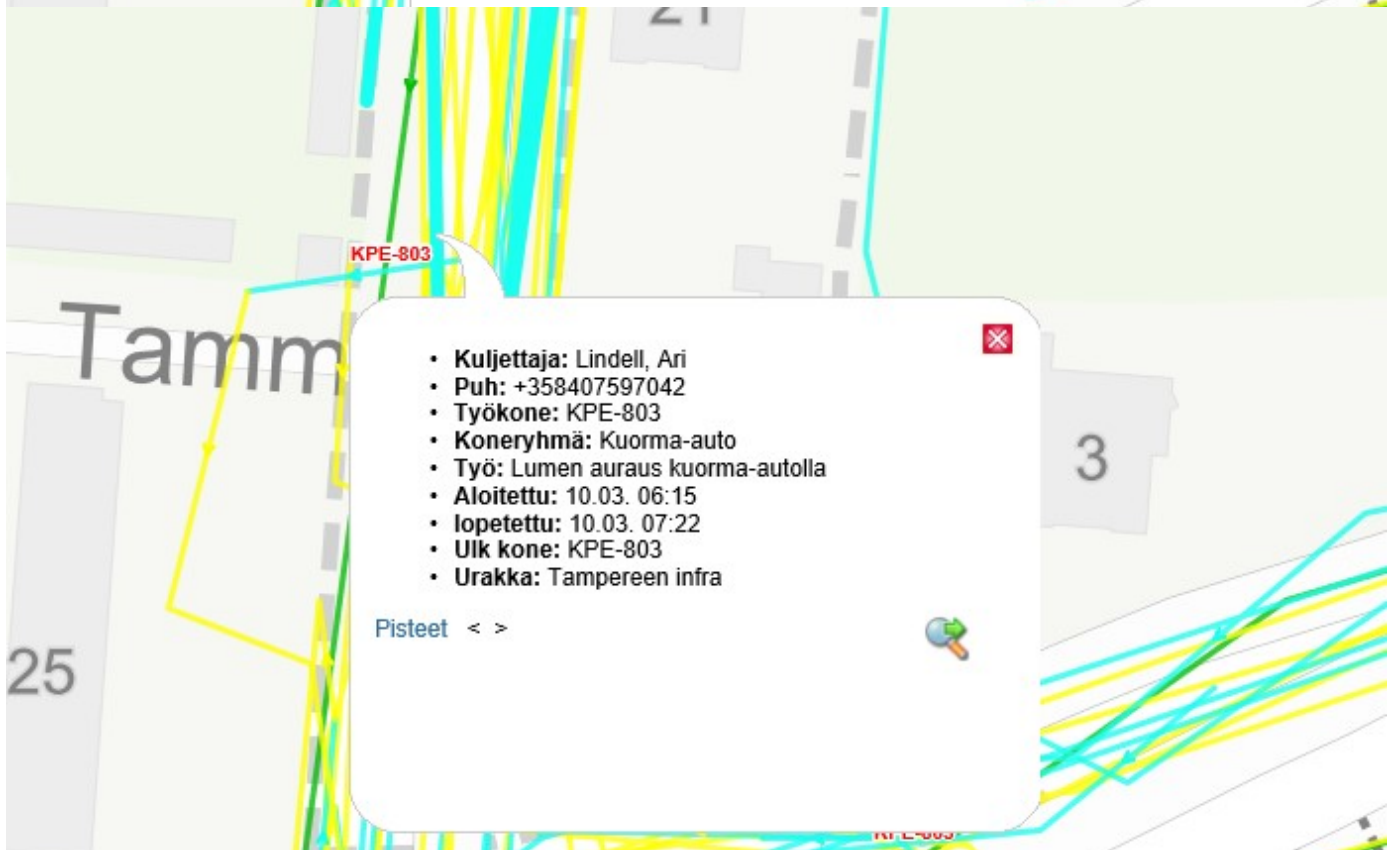 21
KPE-803
Tamm
• Kuljettaja: Lindell, Ari
• Puh: +358407597042
• Työkone: KPE-803
• Koneryhmä: Kuorma-auto
• Työ: Lumen auraus kuorma-autolla
• Aloitettu: 10.03. 06:15
• lopetettu: 10.03. 07:22
• Ulk kone: KPE-803
• Urakka: Tampereen infra
3
Pisteet < >
25
KPE-803